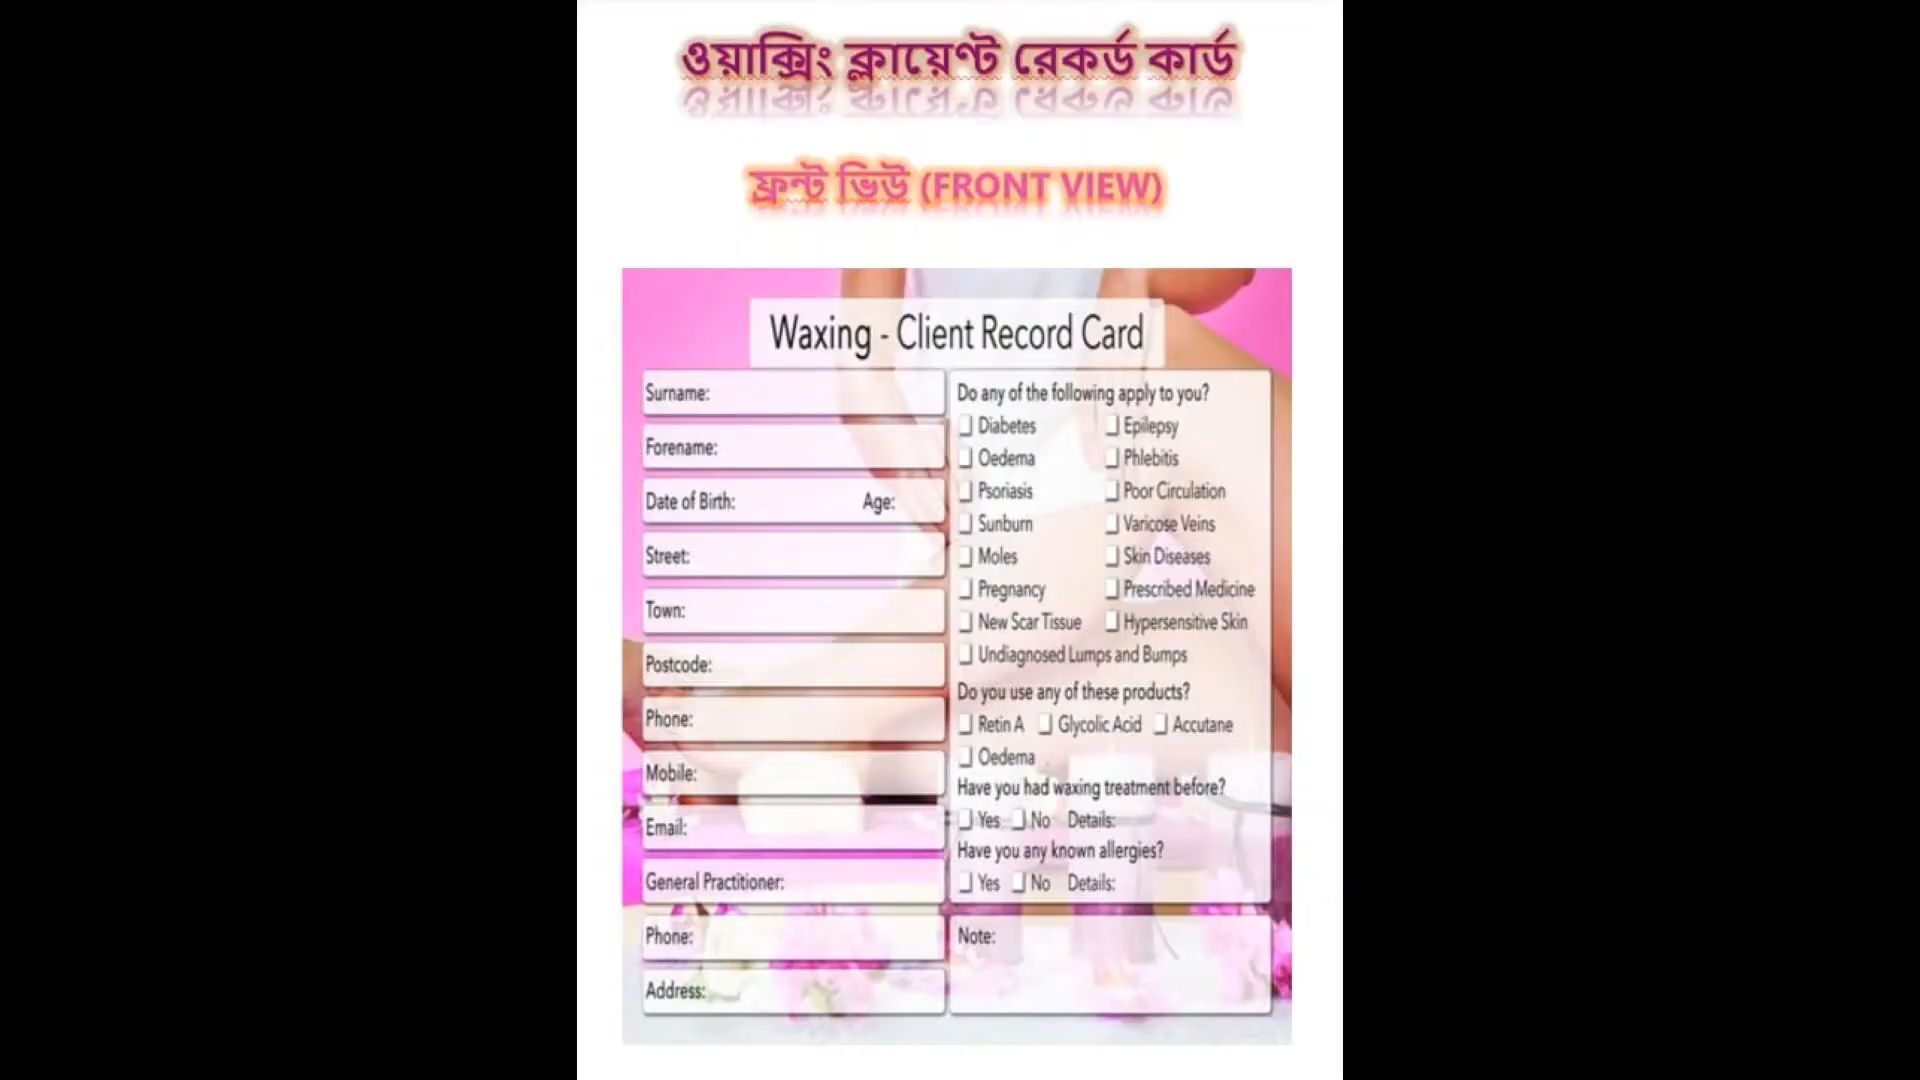 ওয়াক্সিং ক্লায়েণ্ট রেকর্ড কার্ড
ফ্রন্ট ভিউ (FRONT VIEW)
Waxing - Client Record Card
Surname:
Forename:
Date of Birth: Age:
Street:
Town:
Postcode:
Phone:
Mobile:
Email:
General Practitioner:
Phone:
Address:
Do any of the following apply to you?
Diabetes Epilepsy
Oedema Phlebitis
Psoriasis Poor Circulation
Sunburn Varicose Veins
Moles Skin Diseases
Pregnancy Prescribed Medicine
New Scar Tissue Hypersensitive Skin
Undiagnosed Lumps and Bumps
Do you use any of these products?
Retin A Glycolic Acid Accutane
Oedema
Have you had waxing treatment before?
Yes No Details:
Have you any known allergies?
Yes No Details:
Note: